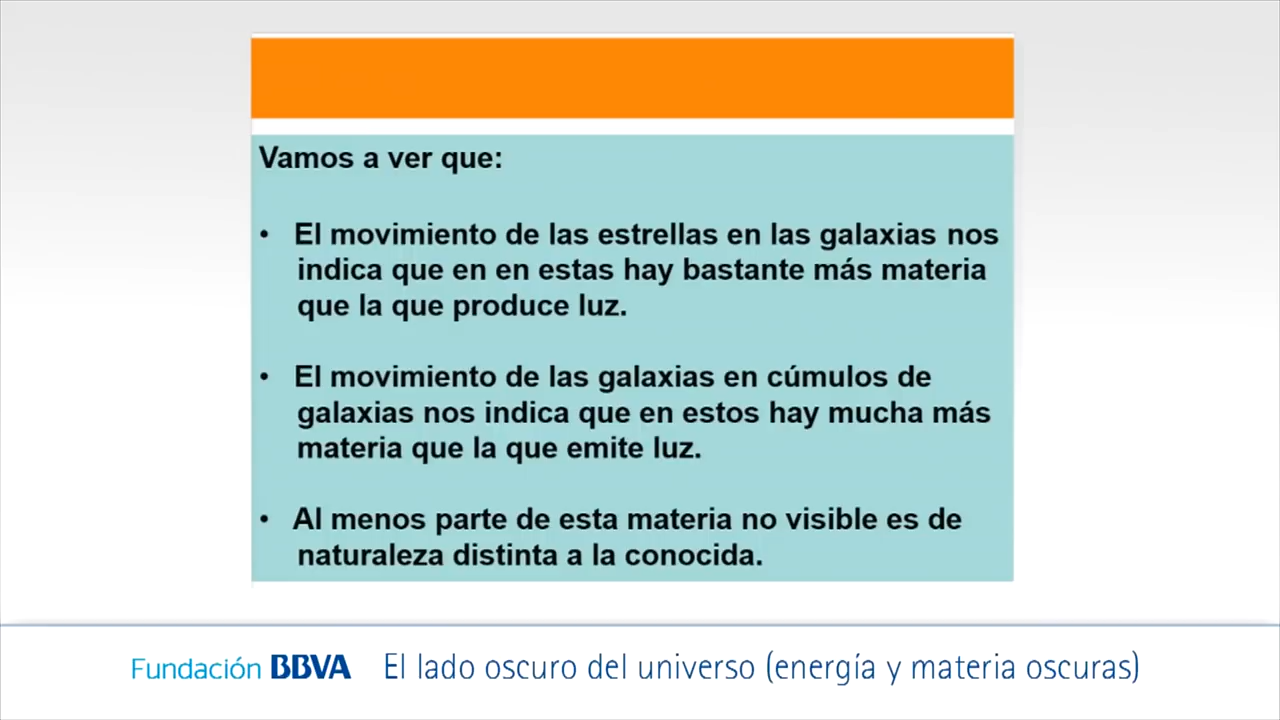 Vamos a ver que:
• El movimiento de las estrellas en las galaxias nos
indica que en en estas hay bastante más materia
que la que produce luz.
• El movimiento de las galaxias en cúmulos de
galaxias nos indica que en estos hay mucha más
materia que la que emite luz.
• Al menos parte de esta materia no visible es de
naturaleza distinta a la conocida.
Fundación BBVA El lado oscuro del universo (energía y materia oscuras)